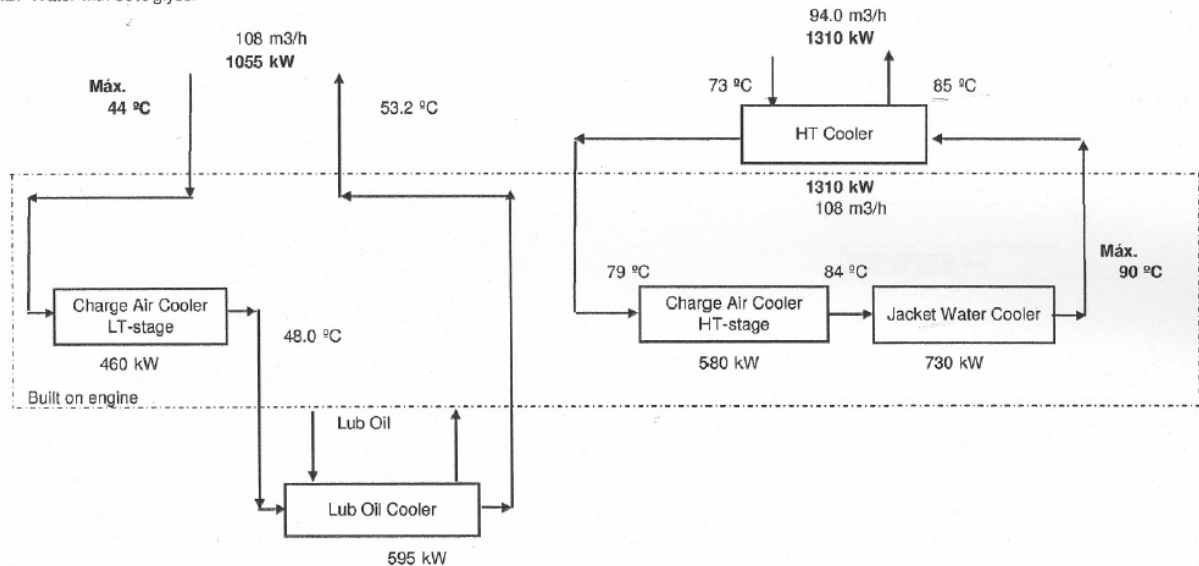 108 m3/h
1055 kW
Máx.
44 ºC
53.2 ºC
94.0 m3/h
1310 kW
73 ºC
85 ºC
HT Cooler
1310 kW
108 m3/h
79 ºC
84 ºC
Máx.
90 ºC
Charge Air Cooler
LT-stage
460 kW
48.0 ºC
Charge Air Cooler
HT-stage
580 kW
Jacket Water Cooler
730 kW
Built on engine
Lub Oil
Lub Oil Cooler
595 kW